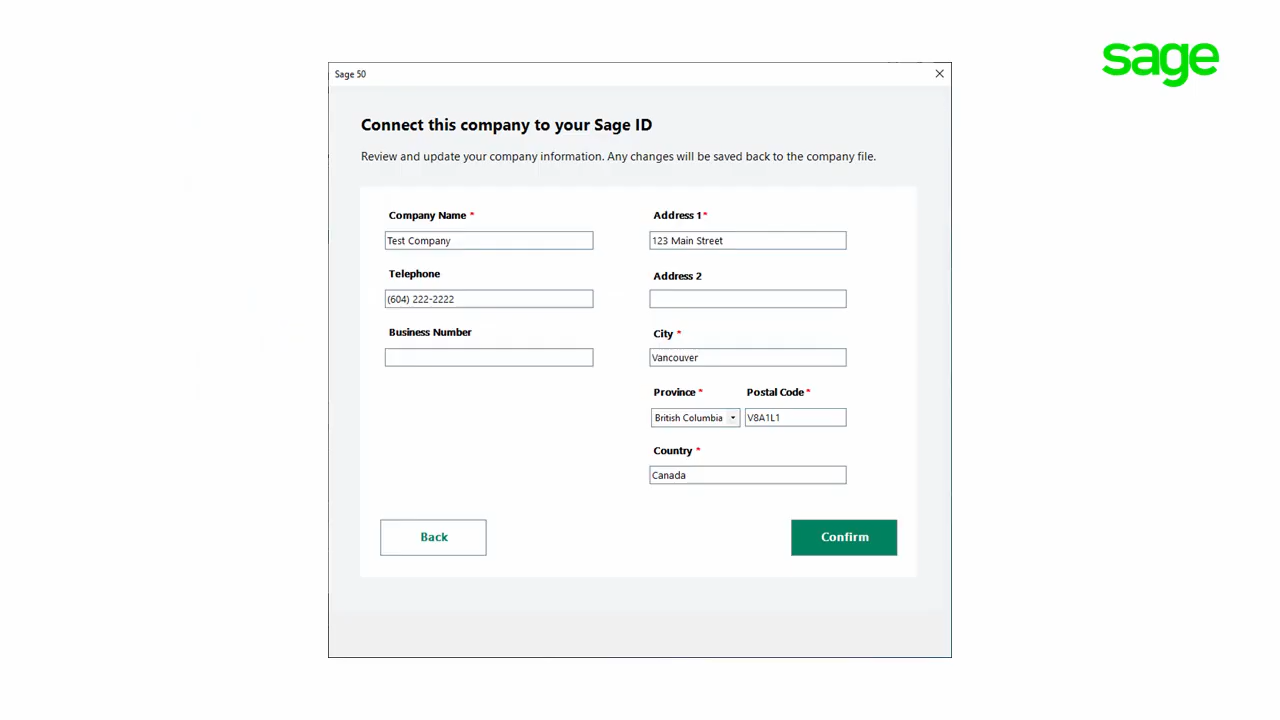 sage
Sage 50
Connect this company to your Sage ID
Review and update your company information. Any changes will be saved back to the company file.
Company Name *
Test Company
Telephone
(604) 222-2222
Business Number
Address 1*
123 Main Street
Address 2
City *
Vancouver
Province * Postal Code *
British Columbia V8A1L1
Country *
Canada
Back Confirm